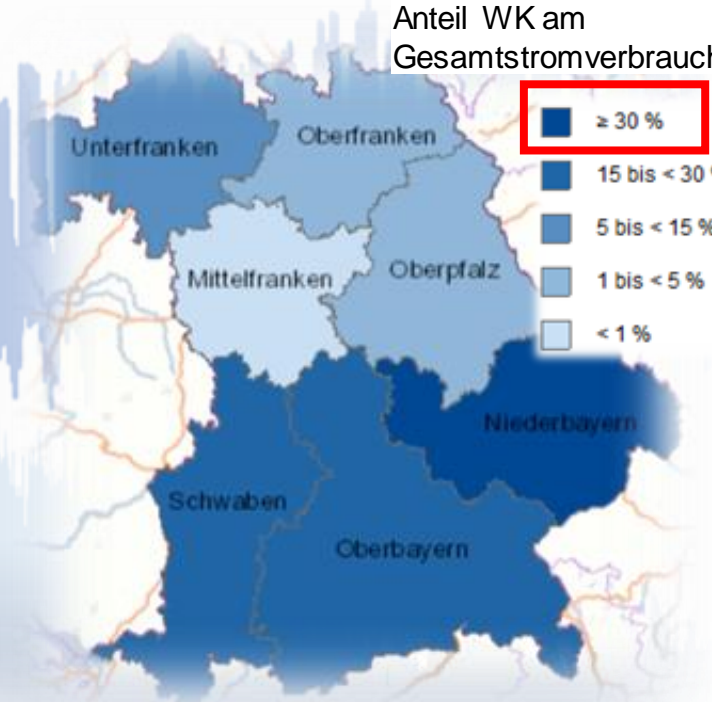 Anteil WK am
Gesamtstromverbrauch
≥ 30 %
15 bis < 30 %
5 bis < 15 %
1 bis < 5 %
< 1 %
Unterfranken
Oberfranken
Mittelfranken
Oberpfalz
Niederbayern
Schwaben
Oberbayern